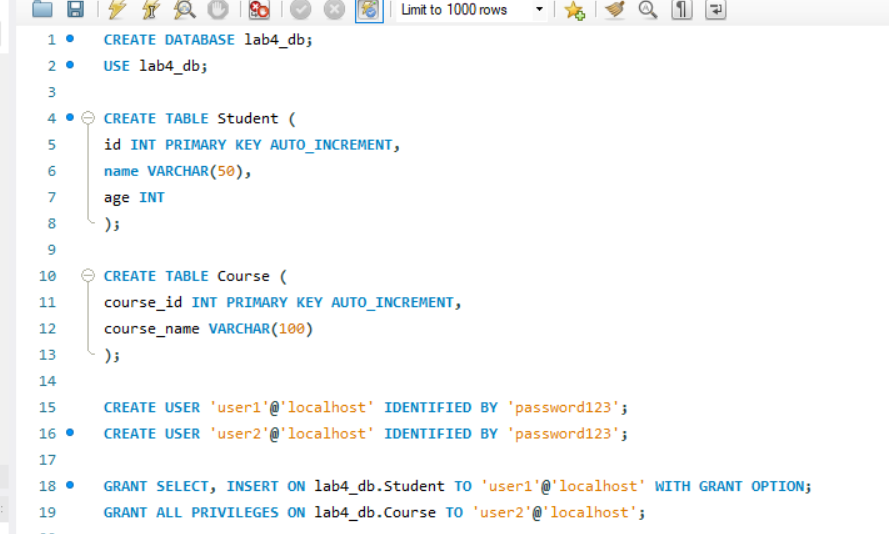 Limit to 1000 rows
1 CREATE DATABASE lab4_db;
2 USE lab4_db;
3
4 CREATE TABLE Student (
5 id INT PRIMARY KEY AUTO_INCREMENT,
6 name VARCHAR(50),
7 age INT
8 );
9
10 CREATE TABLE Course (
11 course_id INT PRIMARY KEY AUTO_INCREMENT,
12 course_name VARCHAR(100)
13 );
14
15 CREATE USER 'user1'@'localhost' IDENTIFIED BY 'password123';
16 CREATE USER 'user2'@'localhost' IDENTIFIED BY 'password123';
17
18 GRANT SELECT, INSERT ON lab4_db.Student TO 'user1'@'localhost' WITH GRANT OPTION;
19 GRANT ALL PRIVILEGES ON lab4_db.Course TO 'user2'@'localhost';